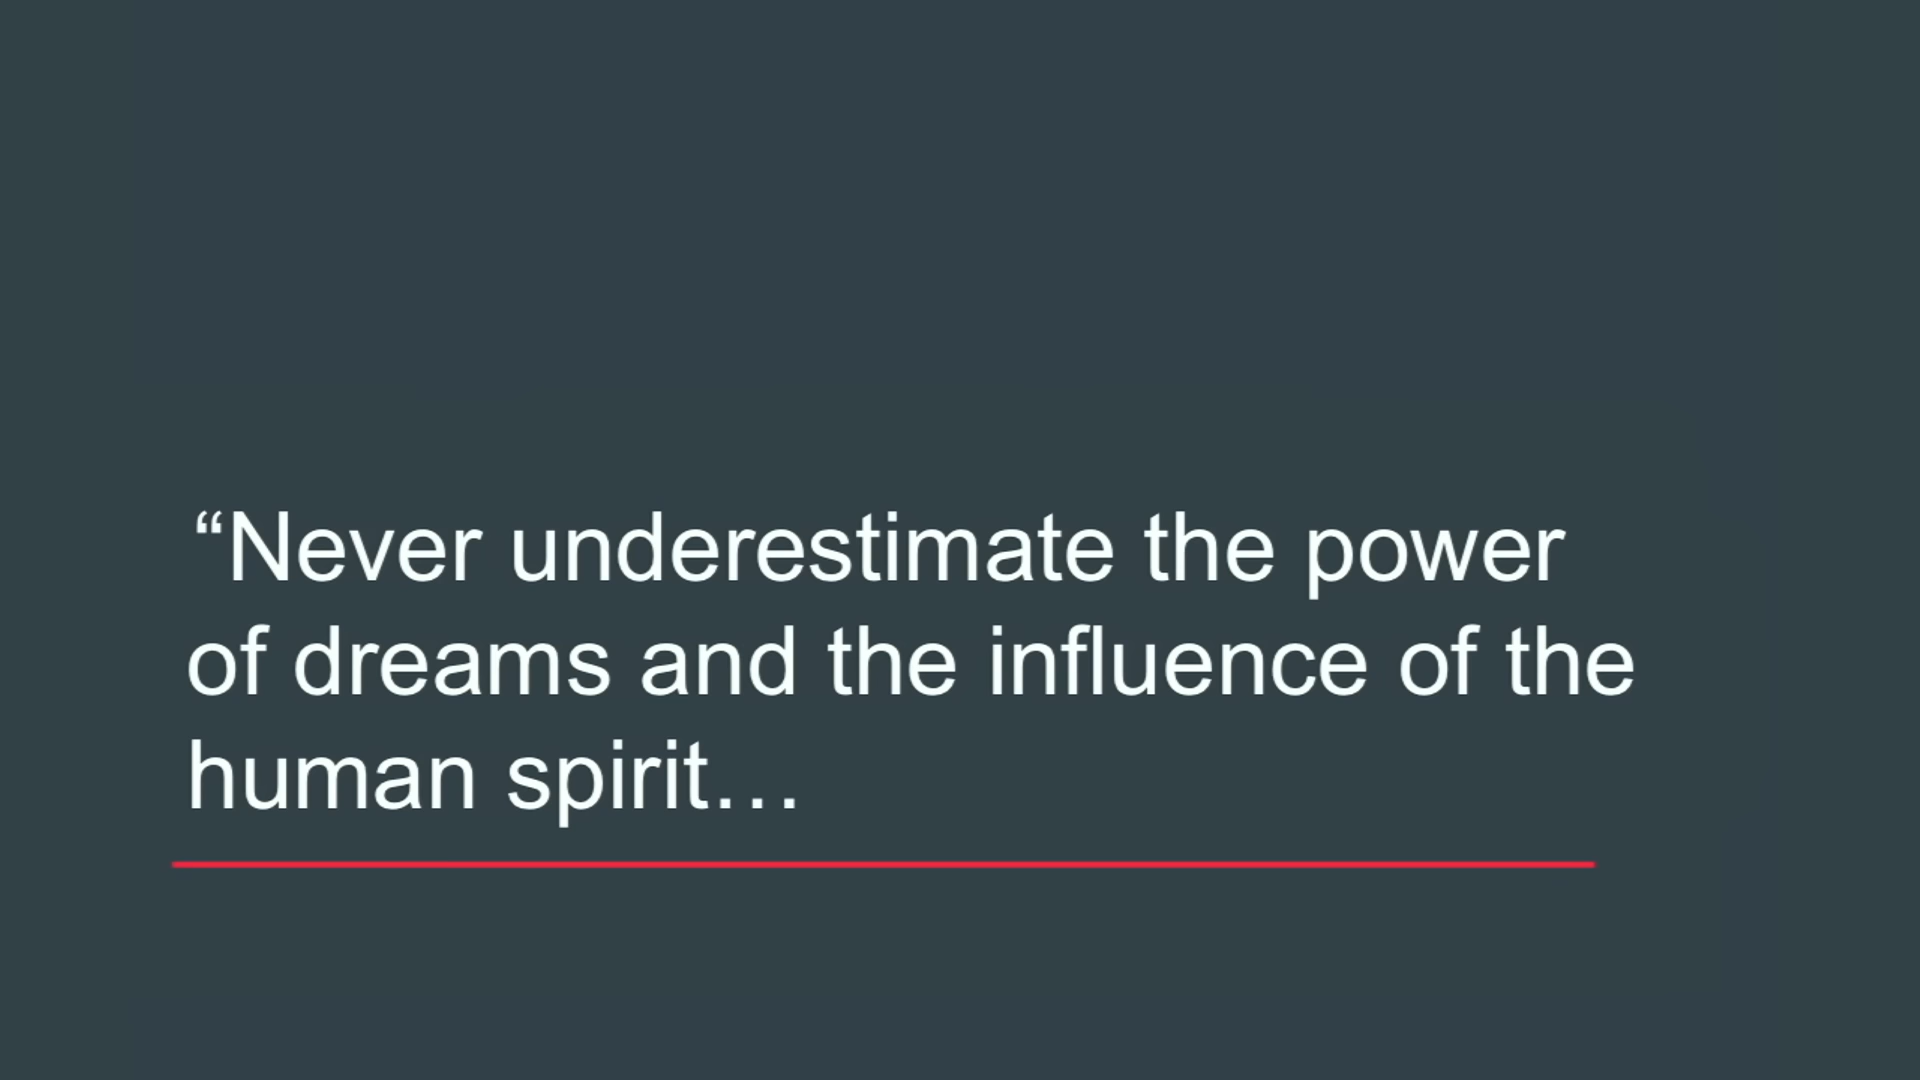 “Never underestimate the power
of dreams and the influence of the
human spirit…